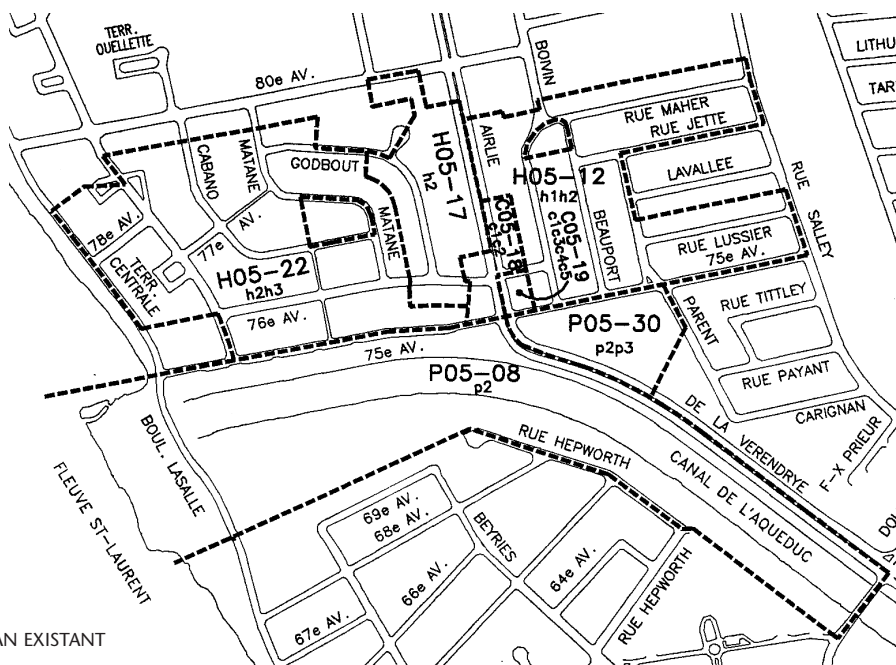 TERR.
OUELLETTE
80e AV.
BOIVIN
LITHU
TAR
RUE MAHER
RUE JETTE
AIRLIE
H05-17
h2
CABANO
MATANE
GODBOUT
LAVALLEE
RUE
SALLEY
H05-12
h1h2
78e AV.
77e AV.
MATANE
C05-18
c1c2
C05-19
c1c3c4c5
BEAUPORT
RUE LUSSIER
75e AV.
TERR.
CENTRALE
H05-22
h2h3
76e AV.
PARENT
RUE TITTLEY
P05-30
p2p3
75e AV.
P05-08
p2
RUE PAYANT
CARIGNAN
F-X PRIEUR
DE LA VERENDRYE
BOUL. LASALLE
RUE HEPWORTH
CANAL DE L'AQUEDUC
FLEUVE ST-LAURENT
69e AV.
68e AV.
BEYRIES
66e AV.
64e AV.
RUE HEPWORTH
67e AV.
AN EXISTANT